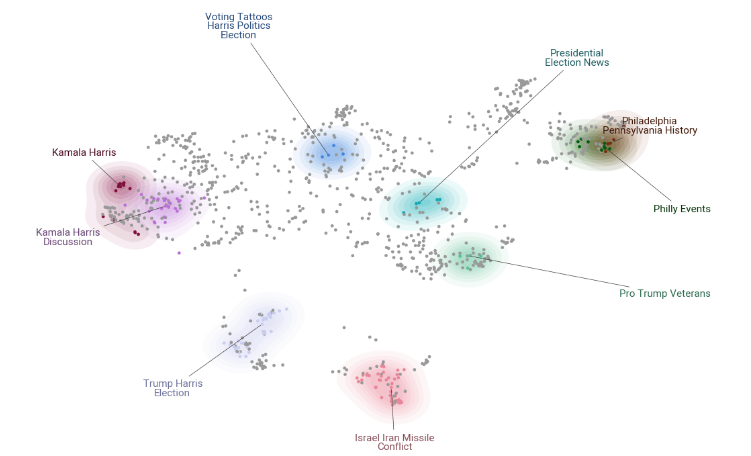 Voting Tattoos
Harris Politics
Election
Presidential
Election News
Philadelphia
Pennsylvania History
Kamala Harris
Philly Events
Kamala Harris
Discussion
Pro Trump Veterans
Trump Harris
Election
Israel Iran Missile
Conflict